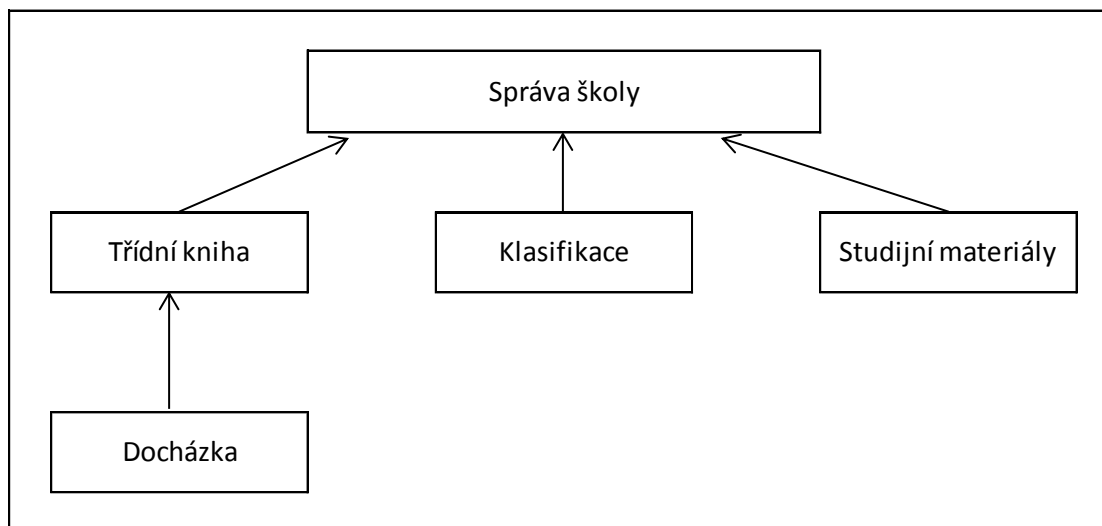 Správa školy
Třídní kniha
Klasifikace
Studijní materiály
Docházka